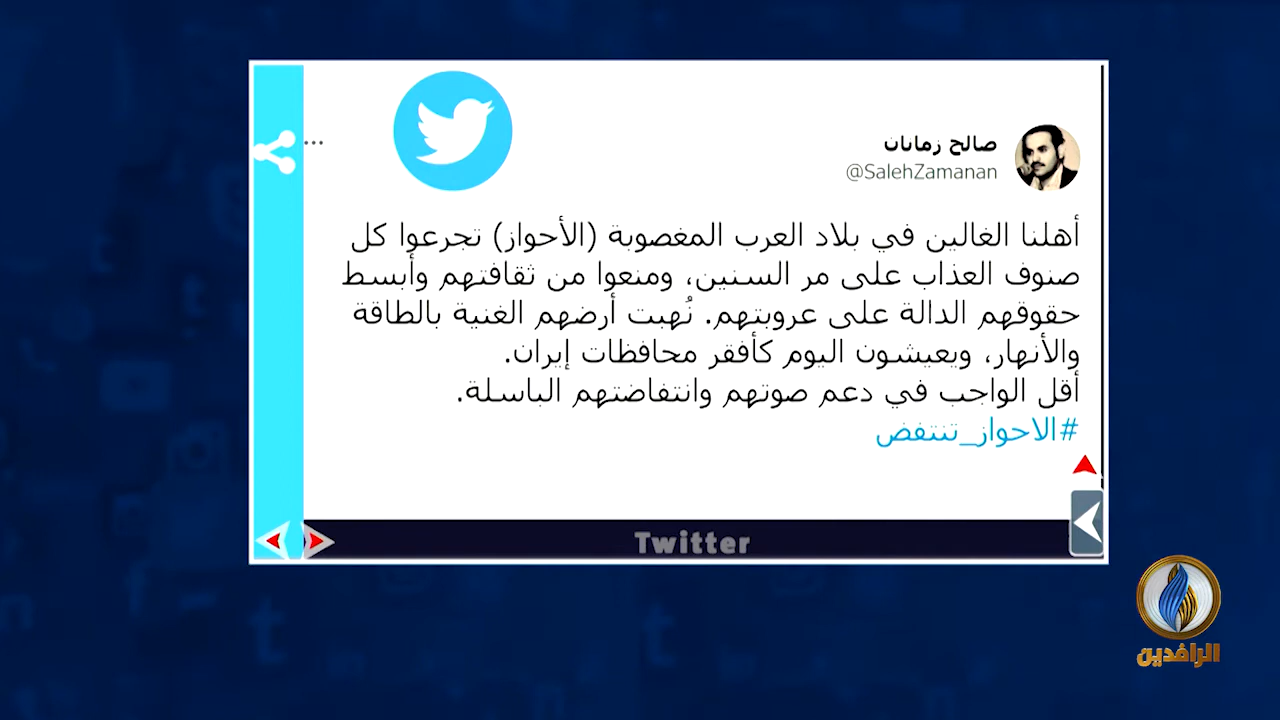 صالح زمانان
@SalehZamanan
أهلنا الغالين في بلاد العرب المغصوبة (الأحواز) تجرعوا كل
صنوف العذاب على مر السنين، ومنعوا من ثقافتهم وأبسط
حقوقهم الدالة على عروبتهم. نُهبت أرضهم الغنية بالطاقة
والأنهار، ويعيشون اليوم كأفقر محافظات إيران.
أقل الواجب في دعم صوتهم وانتفاضتهم الباسلة.
#الاحواز_تنتفض
Twitter
الرافدين